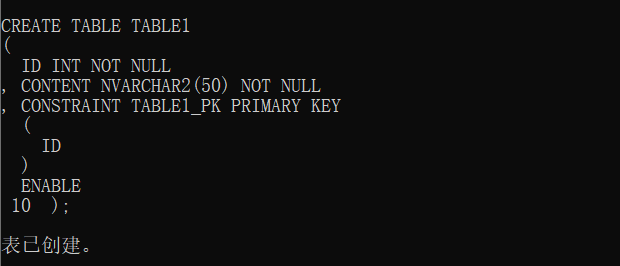 CREATE TABLE TABLE1
(
  ID INT NOT NULL
, CONTENT NVARCHAR2(50) NOT NULL
, CONSTRAINT TABLE1_PK PRIMARY KEY
  (
    ID
  )
  ENABLE
 10  );
表已创建。